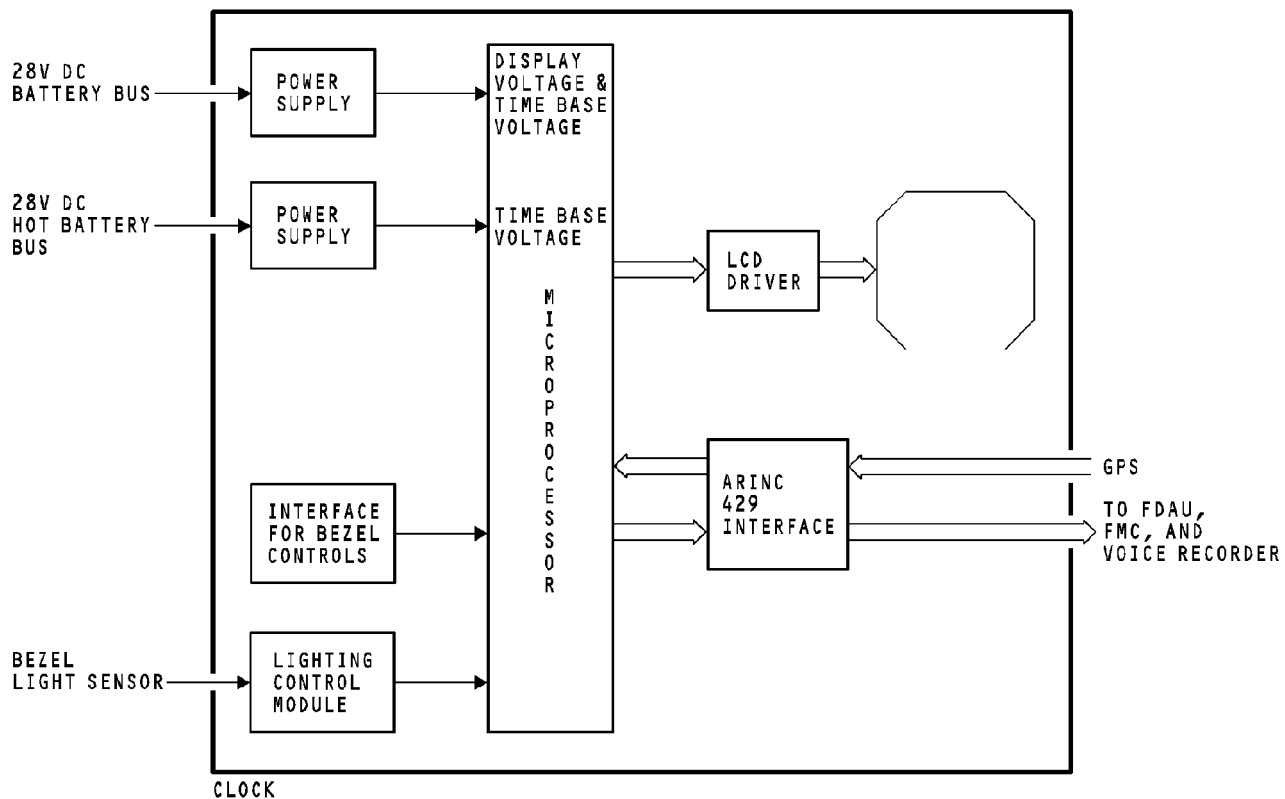 28V DC
BATTERY BUS
POWER
SUPPLY
DISPLAY
VOLTAGE &
TIME BASE
VOLTAGE
28V DC
HOT BATTERY
BUS
POWER
SUPPLY
TIME BASE
VOLTAGE
MICROPROCESSOR
LCD
DRIVER
INTERFACE
FOR BEZEL
CONTROLS
ARINC
429
INTERFACE
GPS
TO FDAU,
FMC, AND
VOICE RECORDER
BEZEL
LIGHT SENSOR
LIGHTING
CONTROL
MODULE
CLOCK